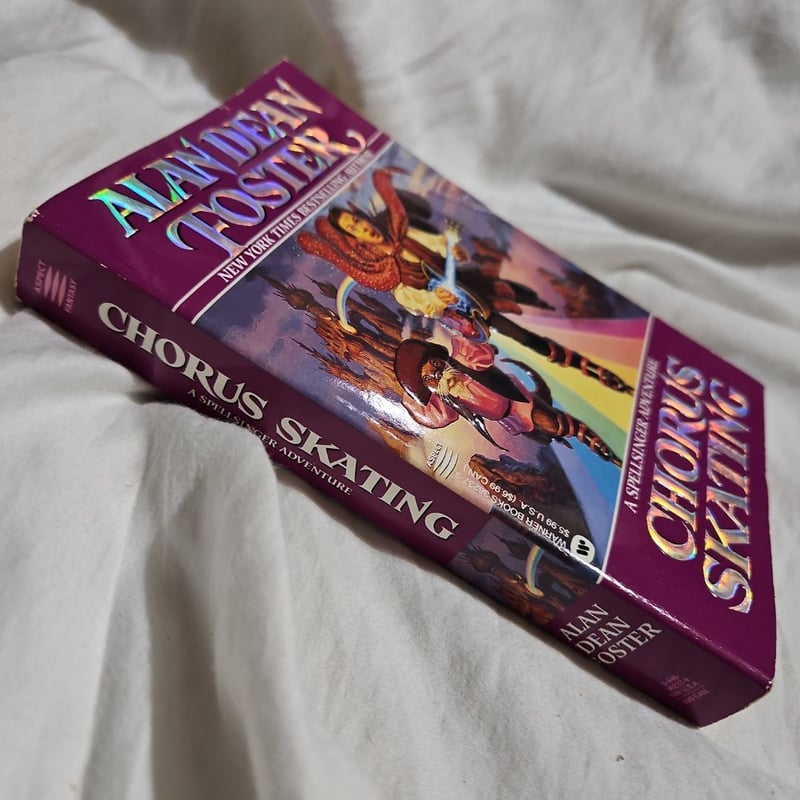 ALAN DEAN
FOSTER
NEW YORK TIMES BESTSELLING AUTHOR
A SPELLSINGER ADVENTURE
CHORUS
SKATING
ASPECT
WARNER BOOKS
$5.99 U.S.A. ($6.99 CAN.)
ASPECT
FANTASY
CHORUS SKATING
A SPELLSINGER ADVENTURE
ALAN
DEAN
FOSTER